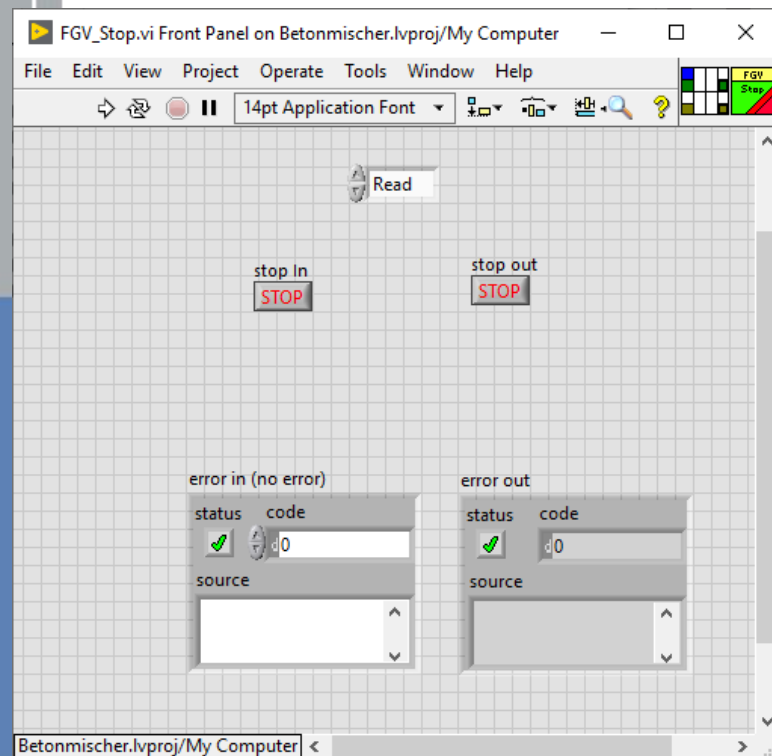 FGV_Stop.vi Front Panel on Betonmischer.lvproj/My Computer
File Edit View Project Operate Tools Window Help
14pt Application Font
FGV
Stop
Read
stop In
STOP
stop out
STOP
error in (no error)
status code
d0
source
error out
status code
d0
source
Betonmischer.lvproj/My Computer